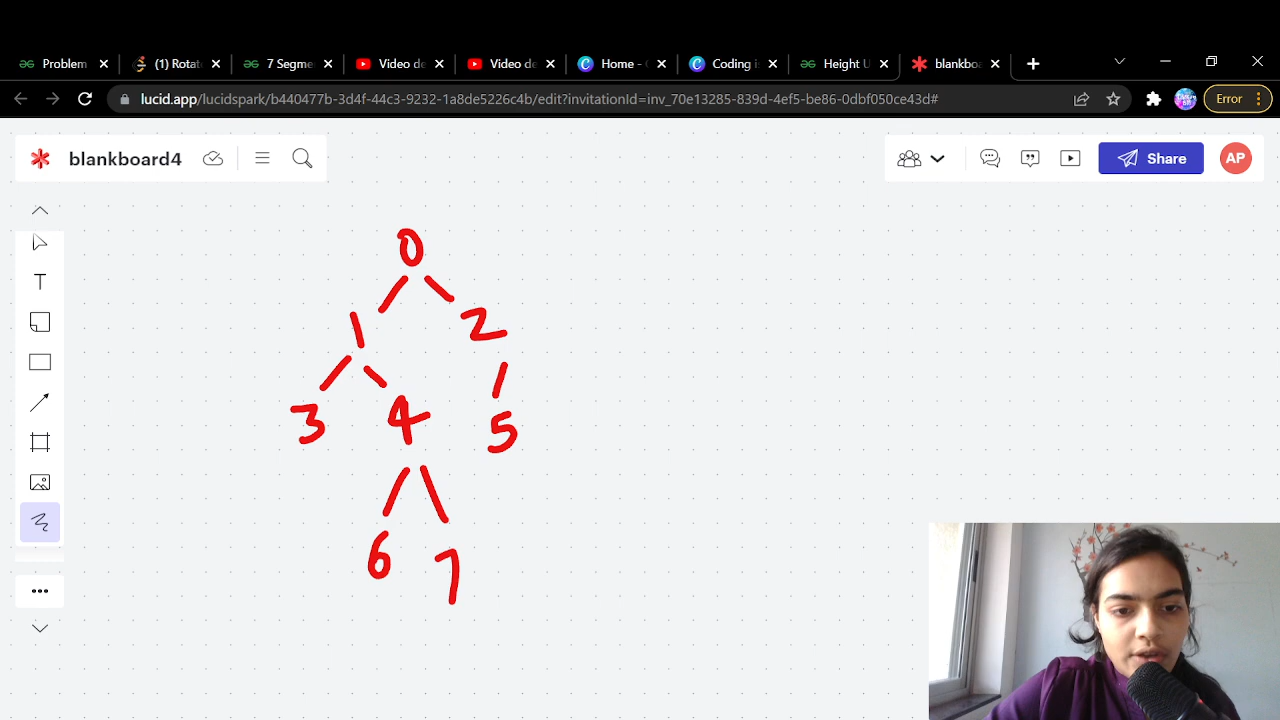 Problem
(1) Rotat
7 Segme
Video de
Video de
Home - C
Coding is
Height U
blankboa
lucid.app/lucidspark/b440477b-3d4f-44c3-9232-1a8de5226c4b/edit?invitationId=inv_70e13285-839d-4ef5-be86-0dbf050ce43d#
Error
blankboard4
Share
AP
T
0
1 2
3 4 5
6 7